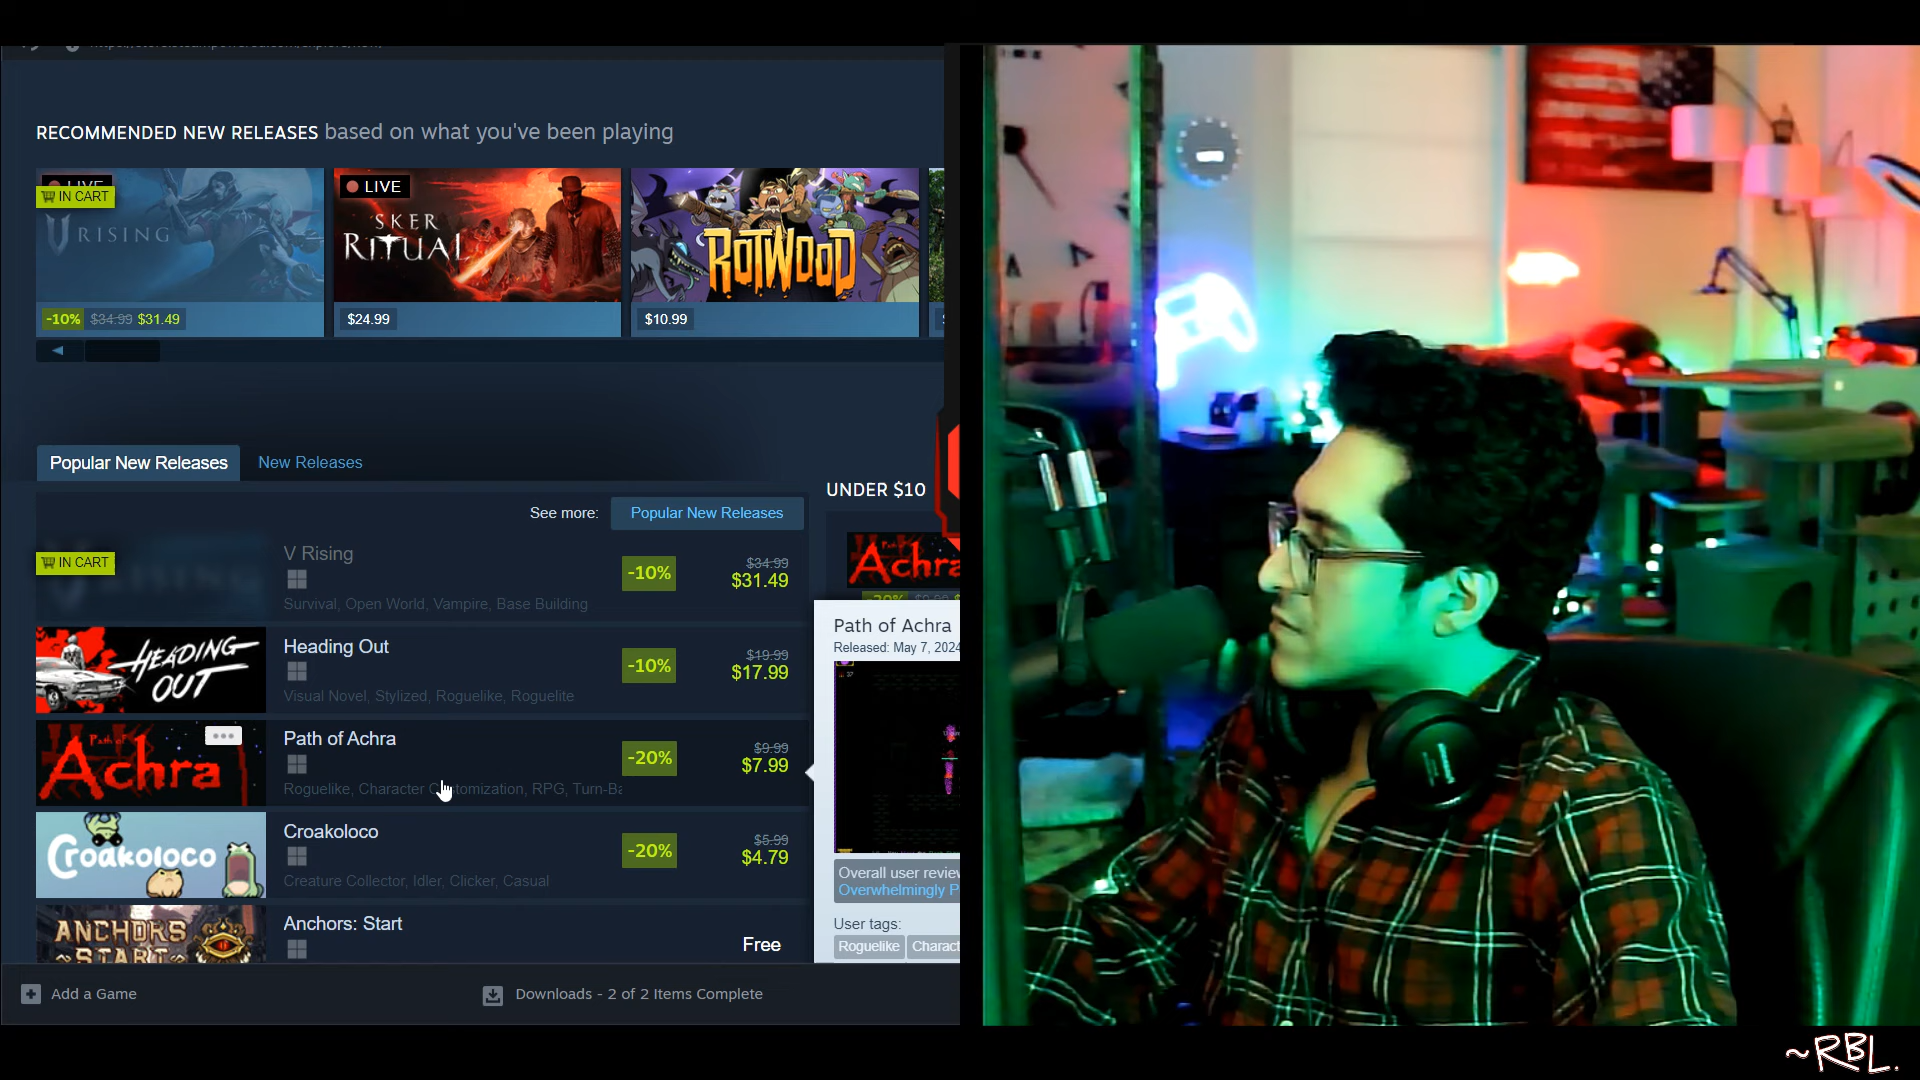 RECOMMENDED NEW RELEASES based on what you've been playing
IN CART
V RISING
-10% $34.99 $31.49
LIVE
SKER RITUAL
$24.99
ROTWOOD
$10.99
Popular New Releases
New Releases
See more: Popular New Releases
UNDER $10
IN CART
V Rising
Survival, Open World, Vampire, Base Building
-10%
$34.99
$31.49
HEADING OUT
Heading Out
Visual Novel, Stylized, Roguelike, Roguelite
-10%
$19.99
$17.99
Path of Achra
Path of Achra
Roguelike, Character Customization, RPG, Turn-Ba
-20%
$9.99
$7.99
Croakoloco
Croakoloco
Creature Collector, Idler, Clicker, Casual
-20%
$5.99
$4.79
ANCHORS START
Anchors: Start
Free
Achra
Path of Achra
Released: May 7, 2024
Overall user review
Overwhelmingly P
User tags:
Roguelike
Charact
Add a Game
Downloads - 2 of 2 Items Complete
~RBL.